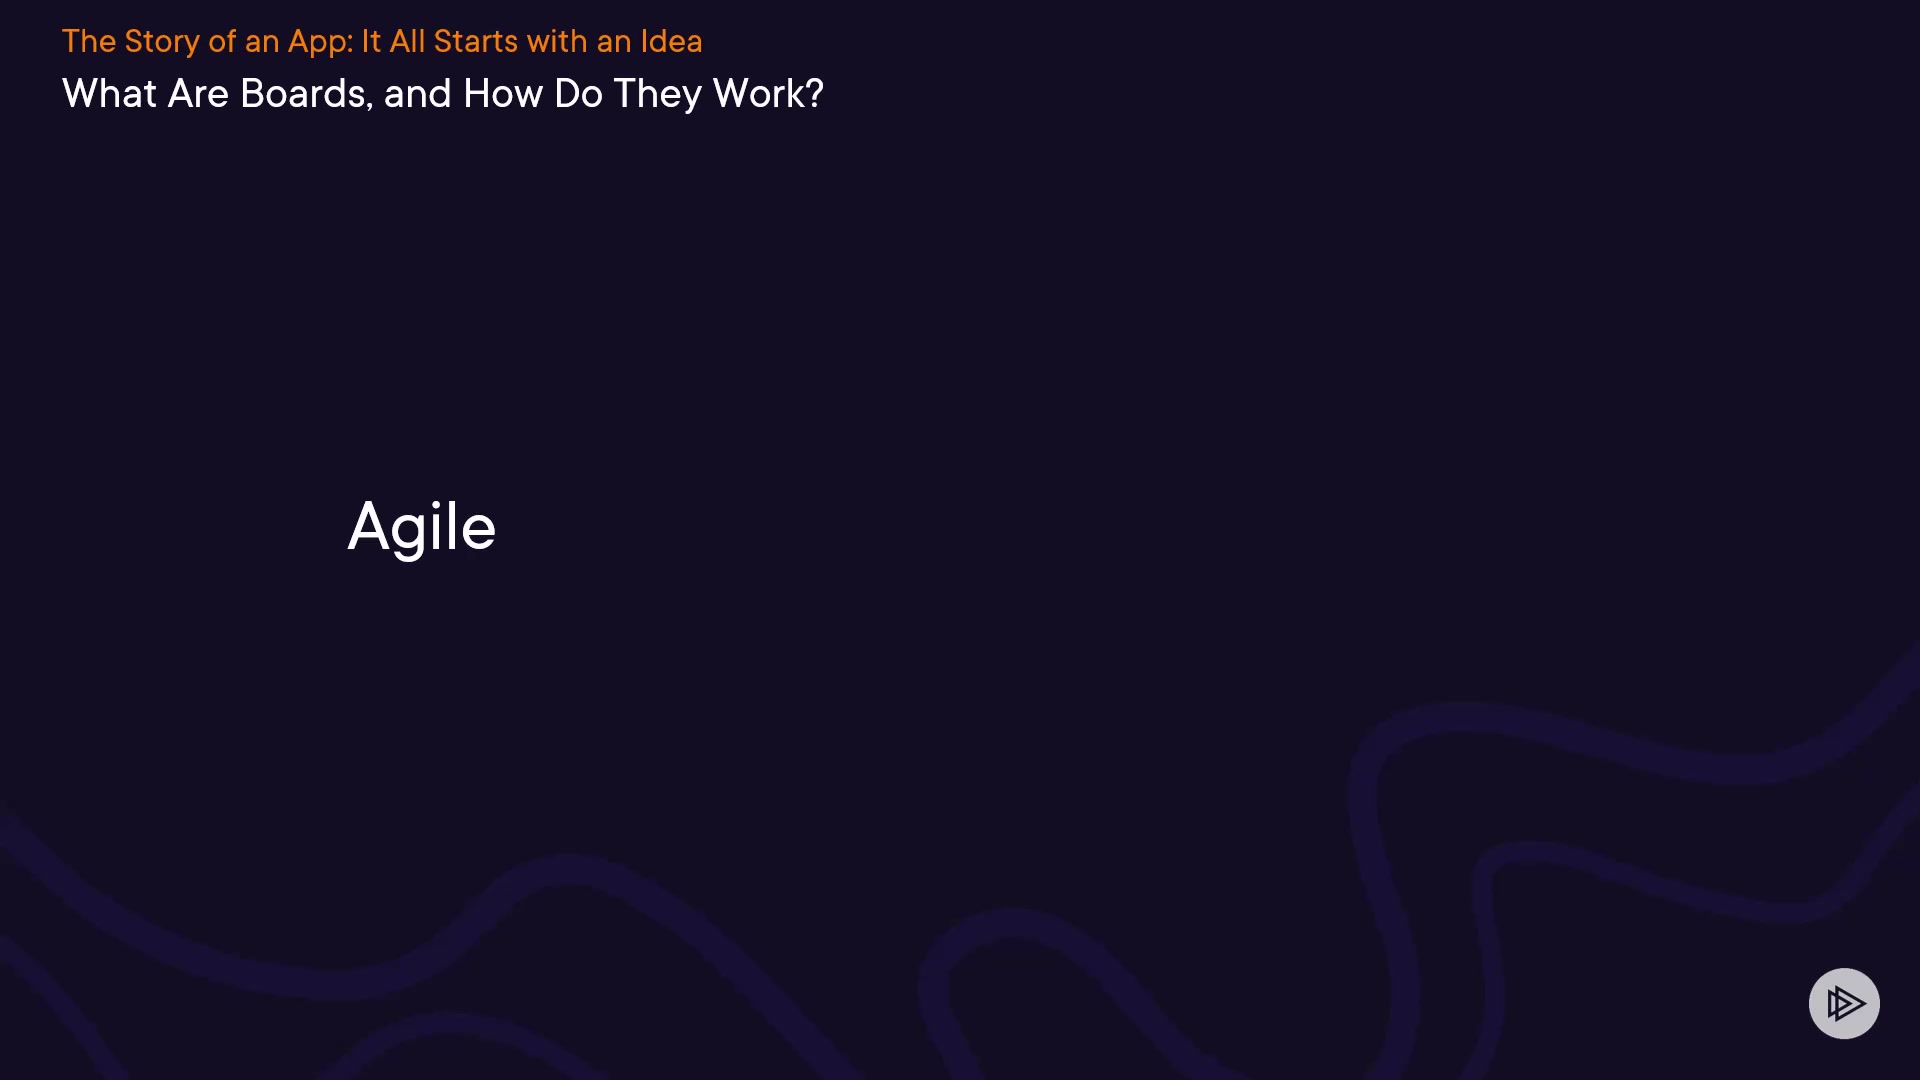 The Story of an App: It All Starts with an Idea
What Are Boards, and How Do They Work?
Agile